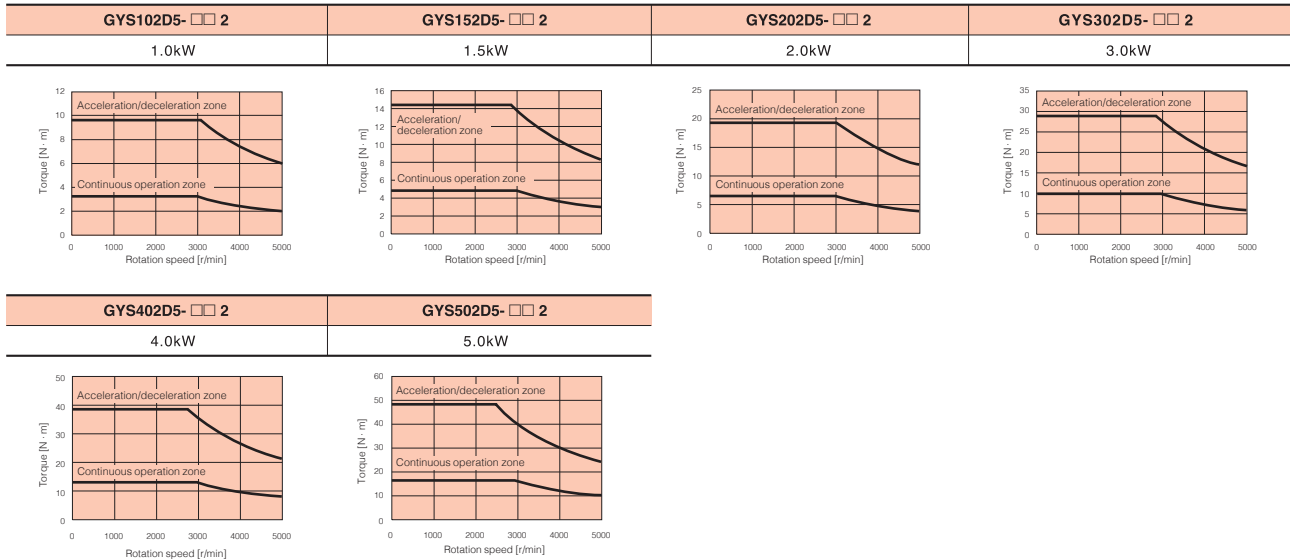 GYS102D5- □□ 2
GYS152D5- □□ 2
GYS202D5- □□ 2
GYS302D5- □□ 2
1.0kW
1.5kW
2.0kW
3.0kW
12
10
8
6
4
2
0
Torque [N · m]
Acceleration/deceleration zone
Continuous operation zone
0 1000 2000 3000 4000 5000
Rotation speed [r/min]
16
14
12
10
8
6
4
2
0
Torque [N · m]
Acceleration/
deceleration zone
Continuous operation zone
0 1000 2000 3000 4000 5000
Rotation speed [r/min]
25
20
15
10
5
0
Torque [N · m]
Acceleration/deceleration zone
Continuous operation zone
0 1000 2000 3000 4000 5000
Rotation speed [r/min]
35
30
25
20
15
10
5
0
Torque [N · m]
Acceleration/deceleration zone
Continuous operation zone
0 1000 2000 3000 4000 5000
Rotation speed [r/min]
GYS402D5- □□ 2
GYS502D5- □□ 2
4.0kW
5.0kW
50
40
30
20
10
0
Torque [N · m]
Acceleration/deceleration zone
Continuous operation zone
0 1000 2000 3000 4000 5000
Rotation speed [r/min]
60
50
40
30
20
10
0
Torque [N · m]
Acceleration/deceleration zone
Continuous operation zone
0 1000 2000 3000 4000 5000
Rotation speed [r/min]